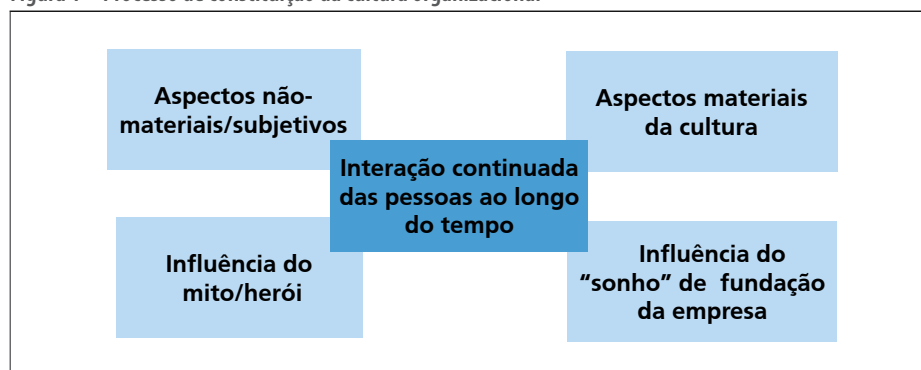 Aspectos não-
materiais/subjetivos
Aspectos materiais
da cultura
Interação continuada
das pessoas ao longo
do tempo
Influência do
mito/herói
Influência do
“sonho” de fundação
da empresa